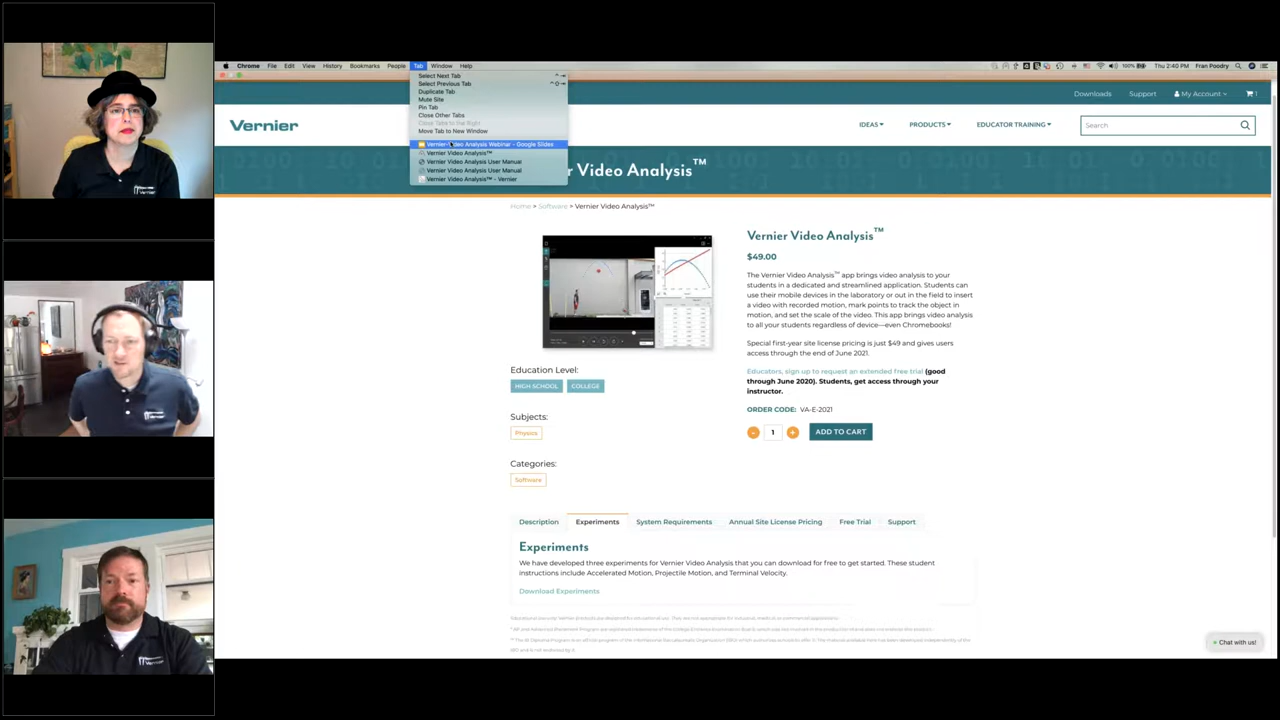 Chrome File Edit View History Bookmarks People Tab Window Help
100% Thu 2:40 PM Fran Poodry
Select Next Tab
Select Previous Tab
Duplicate Tab
Mute Site
Pin Tab
Close Other Tabs
Close Tabs to the Right
Move Tab to New Window
Vernier Video Analysis Webinar - Google Slides
Vernier Video Analysis™
Vernier Video Analysis User Manual
Vernier Video Analysis User Manual
Vernier Video Analysis™ - Vernier
Downloads Support My Account 1
Vernier
IDEAS PRODUCTS EDUCATOR TRAINING Search
r Video Analysis™
Home > Software > Vernier Video Analysis™
Vernier Video Analysis™
$49.00
The Vernier Video Analysis™ app brings video analysis to your
students in a dedicated and streamlined application. Students can
use their mobile devices in the laboratory or out in the field to insert
a video with recorded motion, mark points to track the object in
motion, and set the scale of the video. This app brings video analysis
to all your students regardless of device—even Chromebooks!
Special first-year site license pricing is just $49 and gives users
access through the end of June 2021.
Educators, sign up to request an extended free trial (good
through June 2020). Students, get access through your
instructor.
ORDER CODE: VA-E-2021
- 1 + ADD TO CART
Education Level:
HIGH SCHOOL COLLEGE
Subjects:
Physics
Categories:
Software
Description Experiments System Requirements Annual Site License Pricing Free Trial Support
Experiments
We have developed three experiments for Vernier Video Analysis that you can download for free to get started. These student
instructions include Accelerated Motion, Projectile Motion, and Terminal Velocity.
Download Experiments
Chat with us!